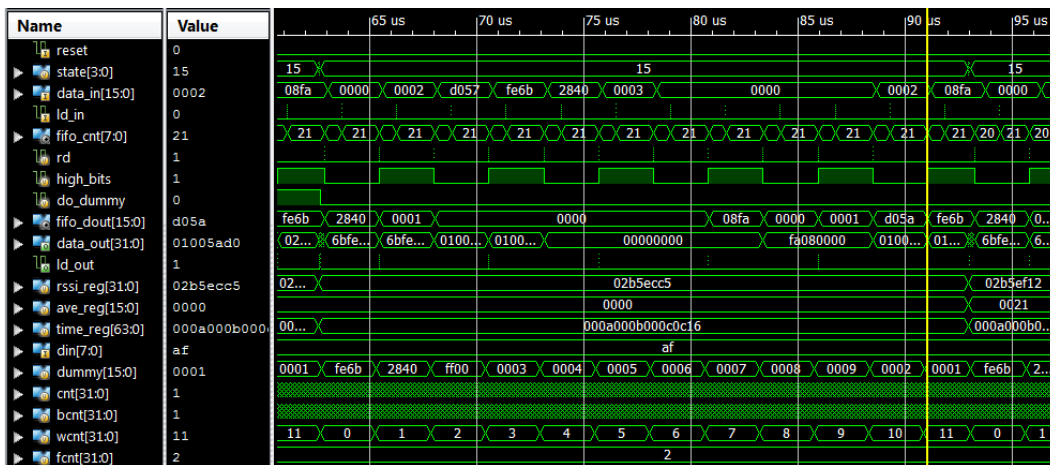 Name Value 65 us 70 us 75 us 80 us 85 us 90 us 95 us
reset 0
state[3:0] 15 15 15 15
data_in[15:0] 0002 08fa 0000 0002 d057 fe6b 2840 0003 0000 0002 08fa 0000
ld_in 0
fifo_cnt[7:0] 21 21 21 21 21 21 21 21 21 21 21 21 21 21 20 21 20
rd 1
high_bits 1
do_dummy 0
fifo_dout[15:0] d05a fe6b 2840 0001 0000 08fa 0000 0001 d05a fe6b 2840 0...
data_out[31:0] 01005ad0 02... 6bfe... 6bfe... 0100... 0100... 00000000 fa080000 0100... 01... 6bfe... 6...
ld_out 1
rssi_reg[31:0] 02b5ecc5 02... 02b5ecc5 02b5ef12
ave_reg[15:0] 0000 0000 0021
time_reg[63:0] 000a000b000 00... 000a000b000c0c16 000a000b0...
din[7:0] af af
dummy[15:0] 0001 0001 fe6b 2840 ff00 0003 0004 0005 0006 0007 0008 0009 0002 0001 fe6b 2...
cnt[31:0] 1
bcnt[31:0] 1
wcnt[31:0] 11 11 0 1 2 3 4 5 6 7 8 9 10 11 0 1
fcnt[31:0] 2 2